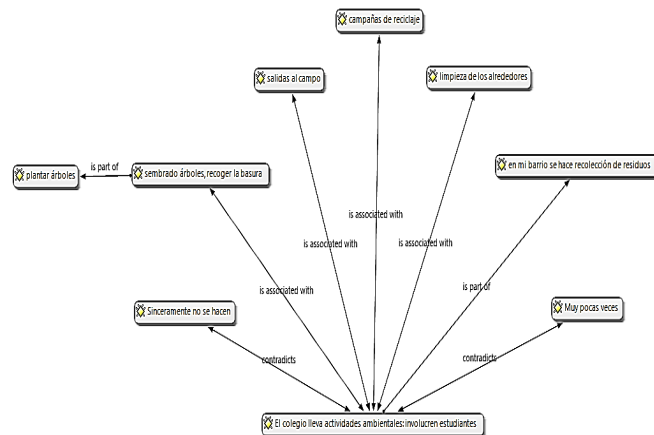 campañas de reciclaje
salidas al campo
limpieza de los alrededores
en mi barrio se hace recolección de residuos
is part of
plantar árboles
sembrado árboles, recoger la basura
is associated with
is associated with
is associated with
is associated with
is part of
Sinceramente no se hacen
Muy pocas veces
contradicts
contradicts
El colegio lleva actividades ambientales: involucren estudiantes